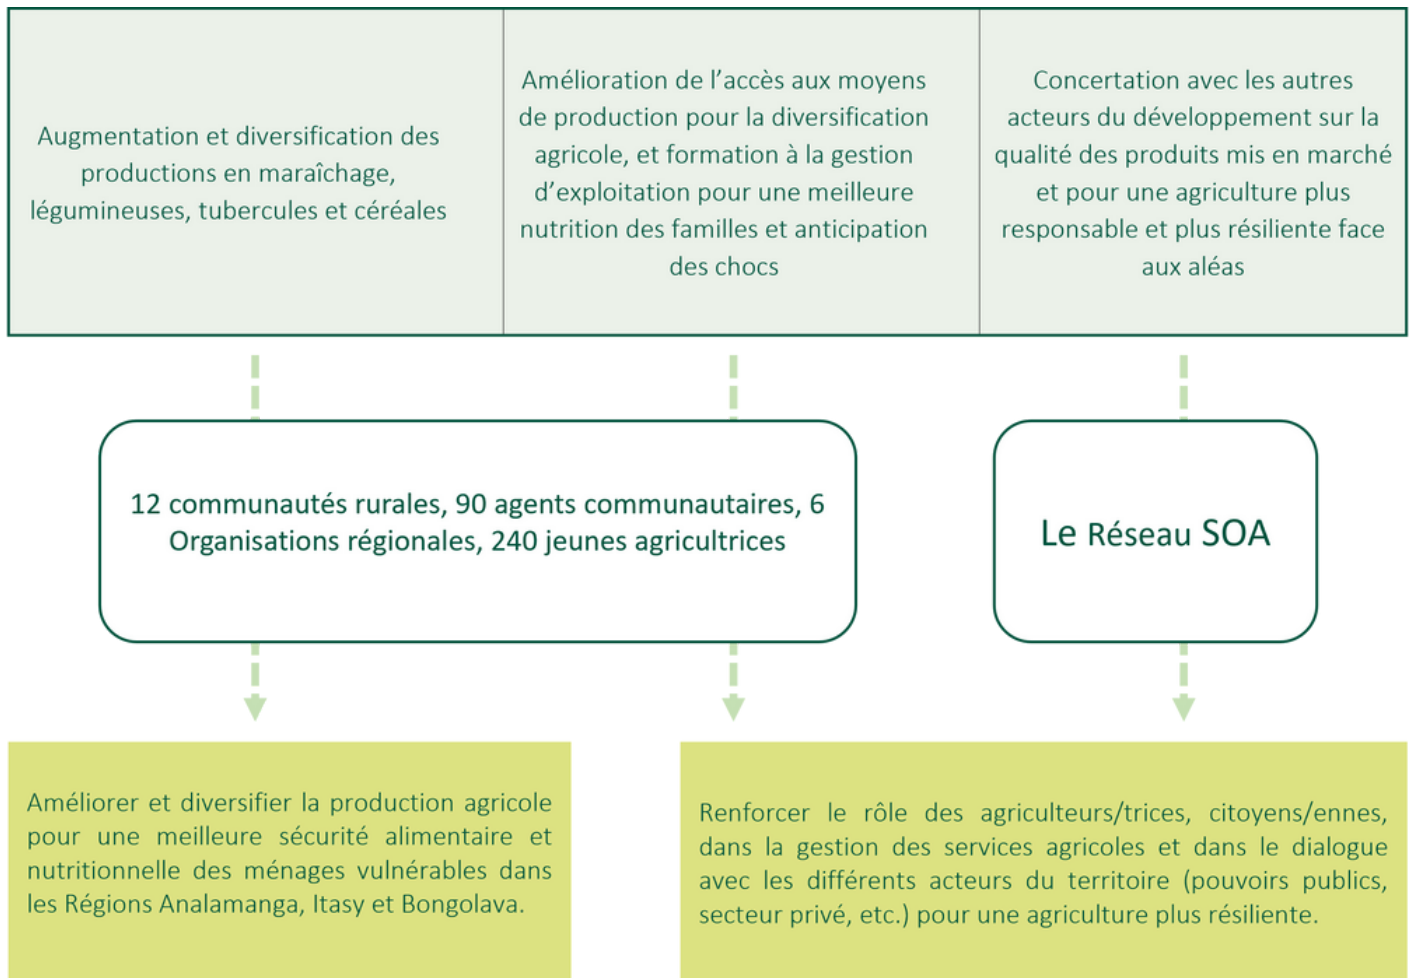 Augmentation et diversification des
productions en maraîchage,
légumineuses, tubercules et céréales
Amélioration de l’accès aux moyens
de production pour la diversification
agricole, et formation à la gestion
d’exploitation pour une meilleure
nutrition des familles et anticipation
des chocs
Concertation avec les autres
acteurs du développement sur la
qualité des produits mis en marché
et pour une agriculture plus
responsable et plus résiliente face
aux aléas
12 communautés rurales, 90 agents communautaires, 6
Organisations régionales, 240 jeunes agricultrices
Le Réseau SOA
Améliorer et diversifier la production agricole
pour une meilleure sécurité alimentaire et
nutritionnelle des ménages vulnérables dans
les Régions Analamanga, Itasy et Bongolava.
Renforcer le rôle des agriculteurs/trices, citoyens/ennes,
dans la gestion des services agricoles et dans le dialogue
avec les différents acteurs du territoire (pouvoirs publics,
secteur privé, etc.) pour une agriculture plus résiliente.